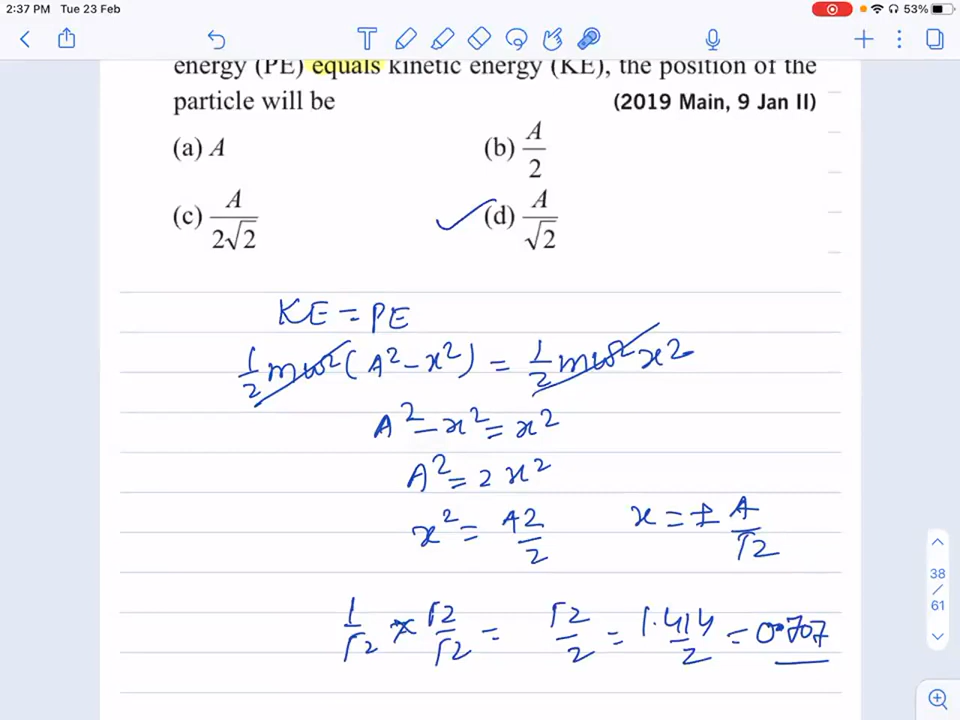 2:37 PM Tue 23 Feb 53%
energy (PE) equals kinetic energy (KE), the position of the
particle will be (2019 Main, 9 Jan II)
(a) A (b) A/2
(c) A/2√2 (d) A/√2
KE = PE
1/2 mω² (A² – x²) = 1/2 mω² x²
A² – x² = x²
A² = 2x²
x² = A²/2 x = ± A/√2
1/√2 × √2/√2 = √2/2 = 1.414/2 = 0.707
38
/
61